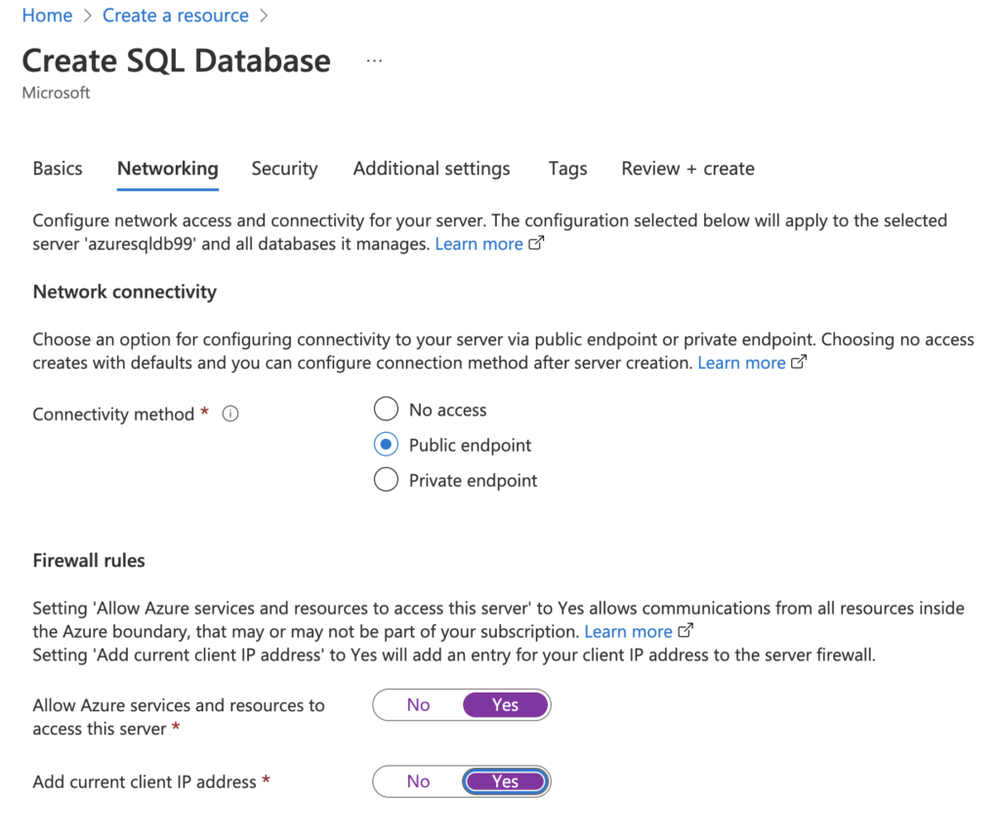 Home > Create a resource >
Create SQL Database ...
Microsoft
Basics Networking Security Additional settings Tags Review + create
Configure network access and connectivity for your server. The configuration selected below will apply to the selected
server 'azuresqldb99' and all databases it manages. Learn more
Network connectivity
Choose an option for configuring connectivity to your server via public endpoint or private endpoint. Choosing no access
creates with defaults and you can configure connection method after server creation. Learn more
Connectivity method *
No access
Public endpoint
Private endpoint
Firewall rules
Setting 'Allow Azure services and resources to access this server' to Yes allows communications from all resources inside
the Azure boundary, that may or may not be part of your subscription. Learn more
Setting 'Add current client IP address' to Yes will add an entry for your client IP address to the server firewall.
Allow Azure services and resources to
access this server *
No Yes
Add current client IP address *
No Yes